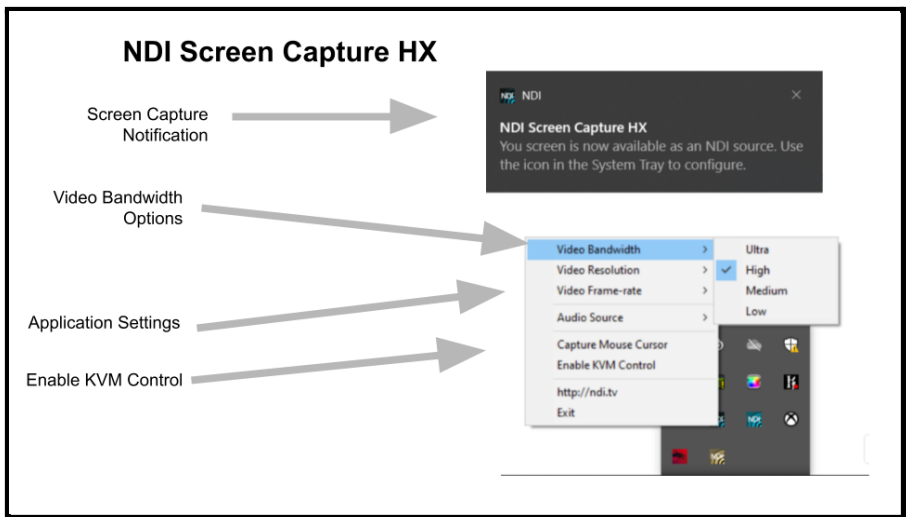 NDI Screen Capture HX
Screen Capture
Notification
NDI
NDI Screen Capture HX
You screen is now available as an NDI source. Use
the icon in the System Tray to configure.
Video Bandwidth
Options
Application Settings
Enable KVM Control
Video Bandwidth
Video Resolution
Video Frame-rate
Audio Source
Capture Mouse Cursor
Enable KVM Control
http://ndi.tv
Exit
Ultra
High
Medium
Low